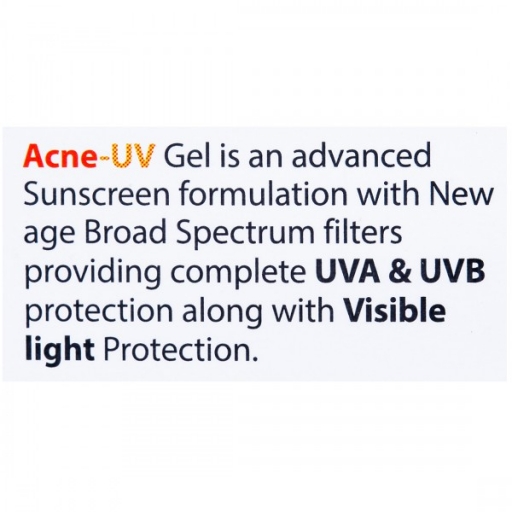 Acne-UV Gel is an advanced
Sunscreen formulation with New
age Broad Spectrum filters
providing complete UVA & UVB
protection along with Visible
light Protection.